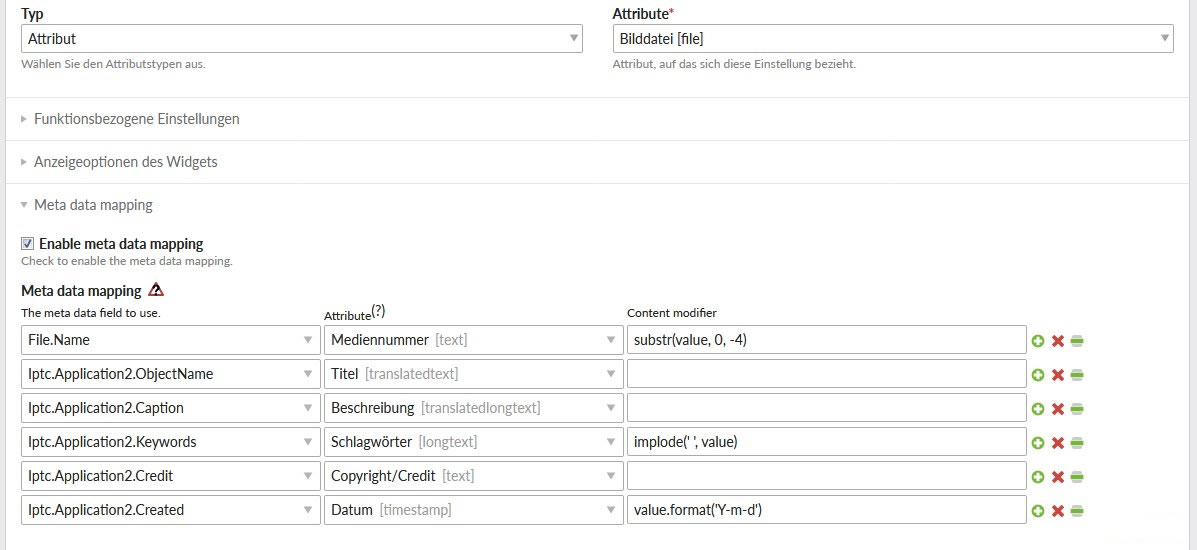 Typ Attribute*
Attribut Bilddatei [file]
Wählen Sie den Attributstypen aus. Attribut, auf das sich diese Einstellung bezieht.
Funktionsbezogene Einstellungen
Anzeigeoptionen des Widgets
Meta data mapping
Enable meta data mapping
Check to enable the meta data mapping.
Meta data mapping
The meta data field to use. Attribute(?) Content modifier
File.Name Mediennummer [text] substr(value, 0, -4)
Iptc.Application2.ObjectName Titel [translatedtext]
Iptc.Application2.Caption Beschreibung [translatedlongtext]
Iptc.Application2.Keywords Schlagwörter [longtext] implode(' ', value)
Iptc.Application2.Credit Copyright/Credit [text]
Iptc.Application2.Created Datum [timestamp] value.format('Y-m-d')